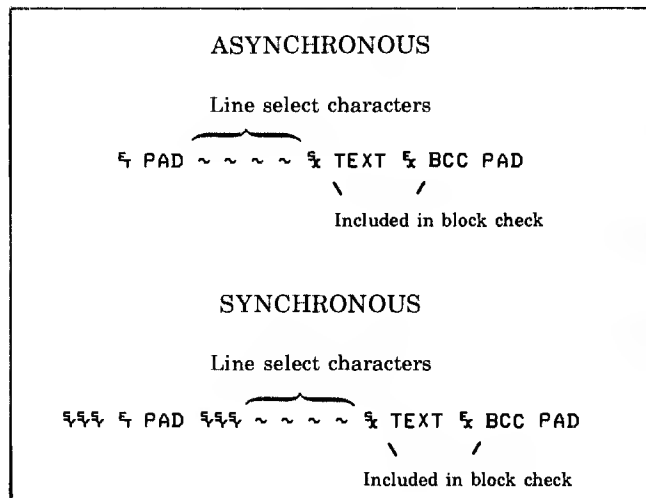 ASYNCHRONOUS
Line select characters
␄ PAD ~ ~ ~ ~ ␂ TEXT ␃ BCC PAD
Included in block check
SYNCHRONOUS
Line select characters
␖␖␖ ␄ PAD ␖␖␖ ~ ~ ~ ~ ␂ TEXT ␃ BCC PAD
Included in block check